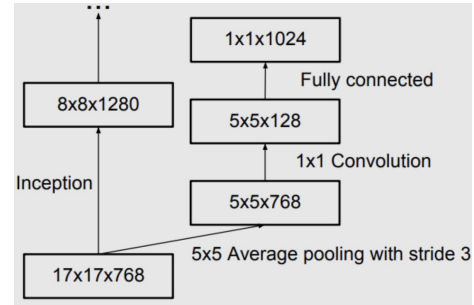 ...
1x1x1024
Fully connected
8x8x1280
5x5x128
1x1 Convolution
Inception
5x5x768
5x5 Average pooling with stride 3
17x17x768